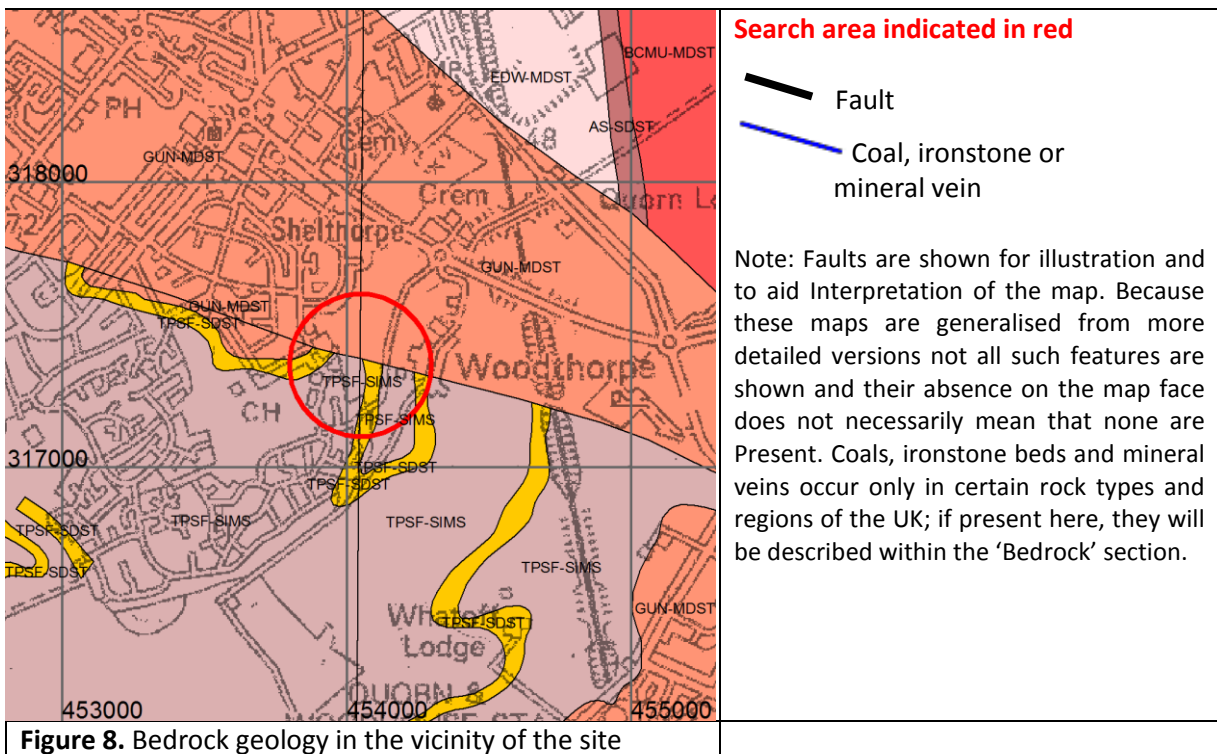 PH
EDW-MDST
BCMU-MDST
AS-SDST
GUN-MDST
Cemy
48
318000
Crem
Quorn Lo
72
Shelthorpe
GUN-MDST
GUN-MDST
TPSF-SDST
Woodthorpe
TPSF-SIMS
CH
TPSF-SIMS
317000
TPSF-SDST
TPSF-SDST
TPSF-SIMS
TPSF-SIMS
TPSF-SIMS
TPSF-SDST
GUN-MDST
Whatoff
TPSF-SDST
Lodge
QUORN &
453000
454000
455000
Figure 8. Bedrock geology in the vicinity of the site
Search area indicated in red
Fault
Coal, ironstone or
mineral vein
Note: Faults are shown for illustration and
to aid Interpretation of the map. Because
these maps are generalised from more
detailed versions not all such features are
shown and their absence on the map face
does not necessarily mean that none are
Present. Coals, ironstone beds and mineral
veins occur only in certain rock types and
regions of the UK; if present here, they will
be described within the ‘Bedrock’ section.